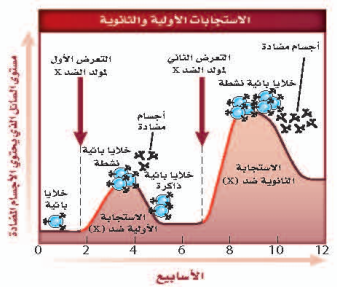 الاستجابات الأولية والثانوية
مستوى السائل الذي يحتوي الأجسام المضادة
التعرض الأول
لمولد الضد X
التعرض الثاني
لمولد الضد X
أجسام
مضادة
خلايا بائية نشطة
أجسام
مضادة
خلايا بائية
نشطة
خلايا بائية
ذاكرة
خلايا
بائية
الاستجابة
الأولية ضد (X)
الاستجابة
الثانوية ضد (X)
0 2 4 6 8 10 12
الأسابيع